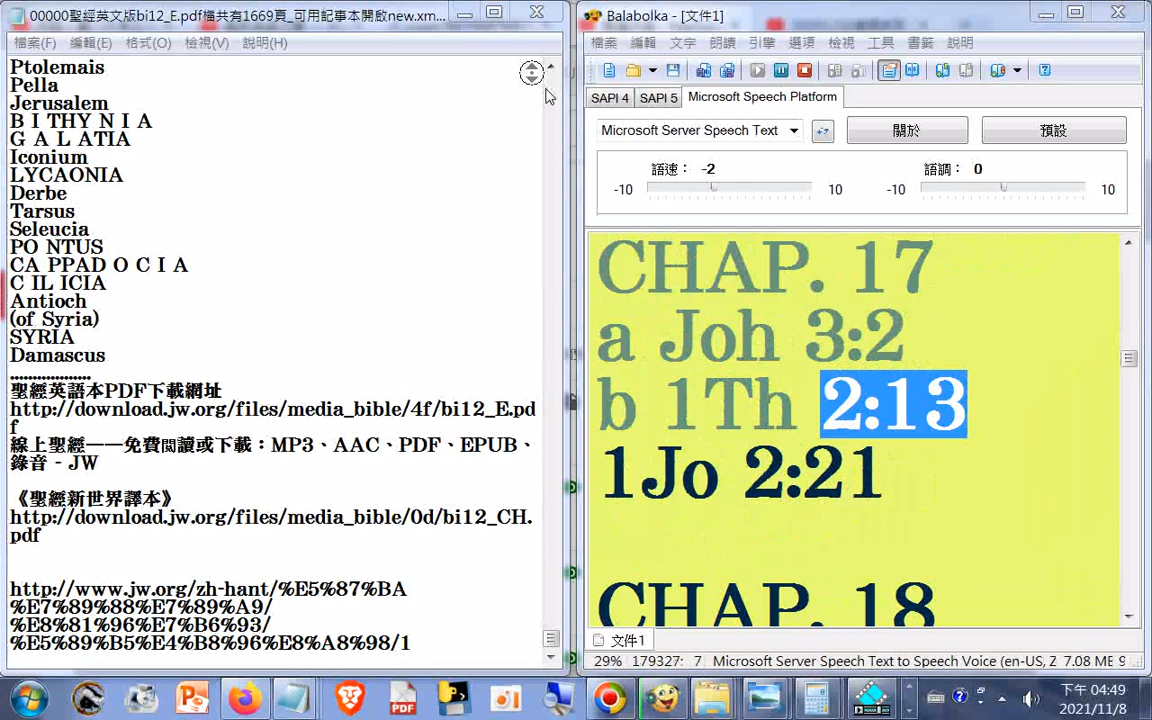 00000聖經英文版bi12_E.pdf檔共有1669頁_可用記事本開啟new.xm...
檔案(F) 編輯(E) 格式(O) 檢視(V) 說明(H)
Ptolemais
Pella
Jerusalem
B I THY N I A
G A L ATIA
Iconium
LYCAONIA
Derbe
Tarsus
Seleucia
PO NTUS
CA PPAD O C I A
C IL ICIA
Antioch
(of Syria)
SYRIA
Damascus
..................
聖經英語本PDF下載網址
http://download.jw.org/files/media_bible/4f/bi12_E.pd
f
線上聖經——免費閱讀或下載：MP3、AAC、PDF、EPUB、
錄音 - JW
《聖經新世界譯本》
http://download.jw.org/files/media_bible/0d/bi12_CH.
pdf
http://www.jw.org/zh-hant/%E5%87%BA
%E7%89%88%E7%89%A9/
%E8%81%96%E7%B6%93/
%E5%89%B5%E4%B8%96%E8%A8%98/1
Balabolka - [文件1]
檔案 編輯 文字 朗讀 引擎 選項 檢視 工具 書籤 說明
SAPI 4 SAPI 5 Microsoft Speech Platform
Microsoft Server Speech Text 關於 預設
語速： -2 語調： 0
-10 10 -10 10
CHAP. 17
a Joh 3:2
b 1Th 2:13
1Jo 2:21
CHAP. 18
文件1
29% 179327: 7 Microsoft Server Speech Text to Speech Voice (en-US, Z 7.08 MB 9
PDF
下午 04:49
2021/11/8